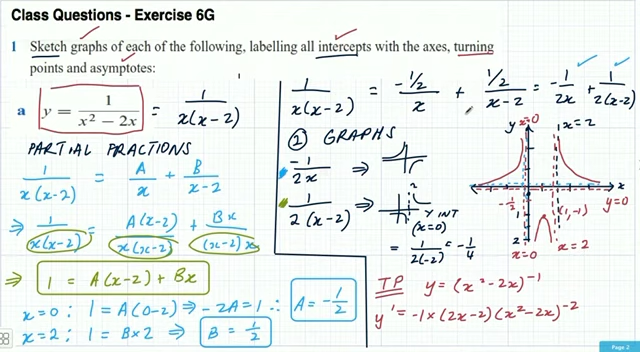 Class Questions - Exercise 6G
1 Sketch graphs of each of the following, labelling all intercepts with the axes, turning
points and asymptotes:
a y = 1/(x² − 2x) = 1/(x(x-2))
PARTIAL FRACTIONS
1/(x(x-2)) = A/x + B/(x-2)
⇒ 1/(x(x-2)) = A(x-2)/(x(x-2)) + Bx/((x-2)x)
⇒ 1 = A(x-2) + Bx
x=0: 1 = A(0-2) ⇒ -2A = 1 ∴ A = -1/2
x=2: 1 = B×2 ⇒ B = 1/2
1/(x(x-2)) = (-1/2)/x + (1/2)/(x-2) = -1/(2x) + 1/(2(x-2))
② GRAPHS
-1/(2x) ⇒
1/(2(x-2)) ⇒
2
Y INT
(x=0)
= 1/(2(-2)) = -1/4
y x=0
x=2
x
y=0
-1/2
1
(1,-1)
2
x=0
x=2
TP y = (x²-2x)⁻¹
y' = -1 × (2x-2)(x²-2x)⁻²
Page 2